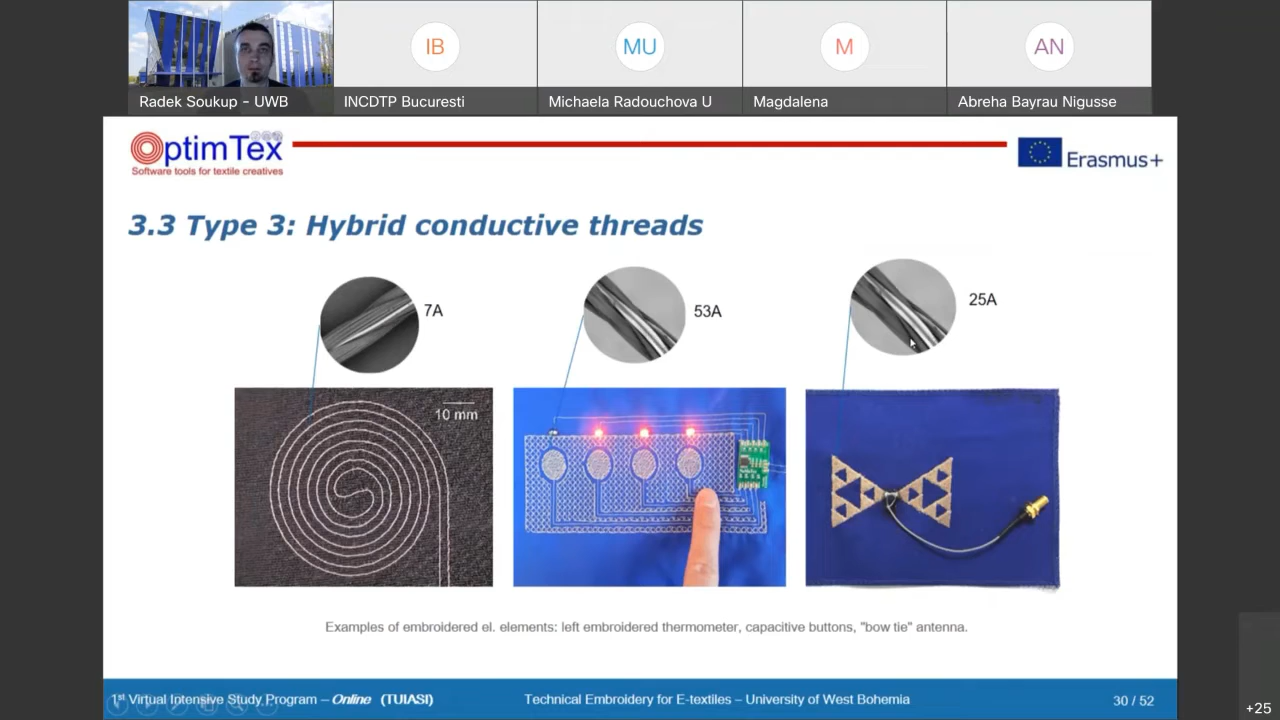 IB
MU
M
AN
Radek Soukup - UWB
INCDTP Bucuresti
Michaela Radouchova U
Magdalena
Abreha Bayrau Nigusse
OptimTex
Software tools for textile creatives
Erasmus+
3.3 Type 3: Hybrid conductive threads
7A
53A
25A
10 mm
Examples of embroidered el. elements: left embroidered thermometer, capacitive buttons, "bow tie" antenna.
1st Virtual Intensive Study Program – Online (TUIASI)
Technical Embroidery for E-textiles – University of West Bohemia
30 / 52
+25